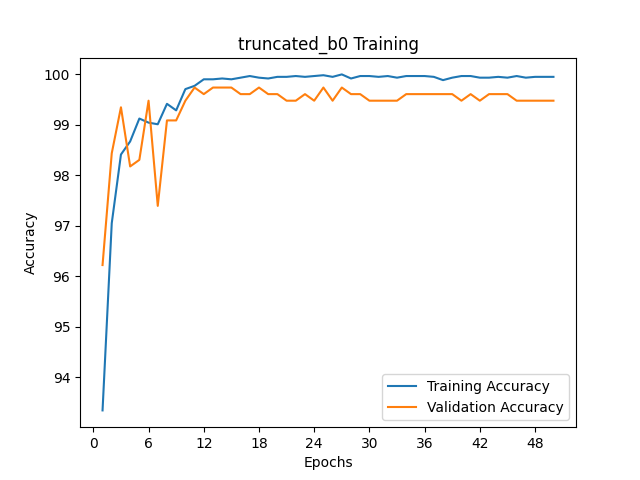 truncated_b0 Training
Accuracy
100
99
98
97
96
95
94
0 6 12 18 24 30 36 42 48
Epochs
Training Accuracy
Validation Accuracy